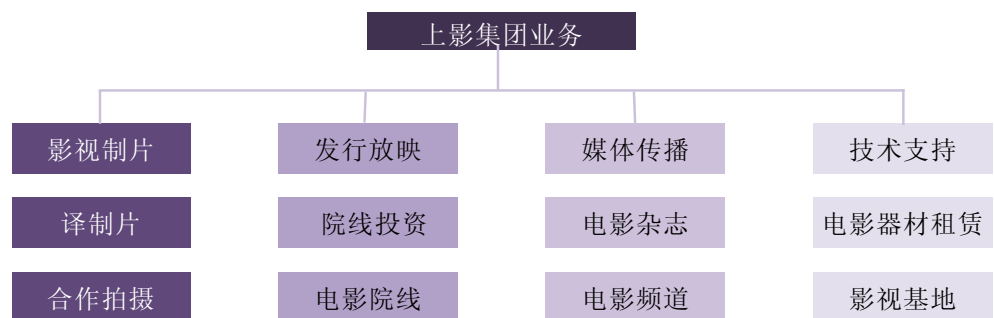 上影集团业务
影视制片
发行放映
媒体传播
技术支持
译制片
院线投资
电影杂志
电影器材租赁
合作拍摄
电影院线
电影频道
影视基地